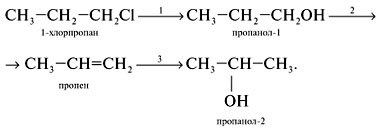 CH₃—CH₂—CH₂Cl —1→ CH₃—CH₂—CH₂OH —2→
1-хлорпропан пропанол-1
→ CH₃—CH=CH₂ —3→ CH₃—CH—CH₃.
пропен
OH
пропанол-2